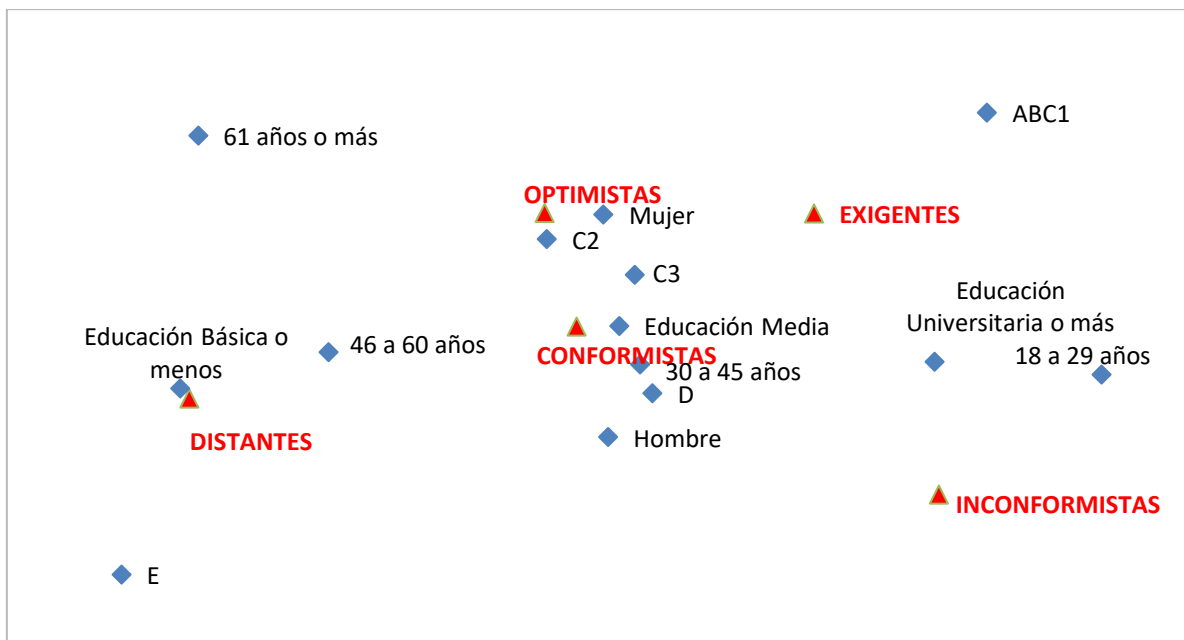 ABC1
61 años o más
OPTIMISTAS
Mujer
EXIGENTES
C2
C3
Educación
Universitaria o más
Educación Básica o
menos
46 a 60 años
Educación Media
CONFORMISTAS
30 a 45 años
18 a 29 años
D
DISTANTES
Hombre
INCONFORMISTAS
E